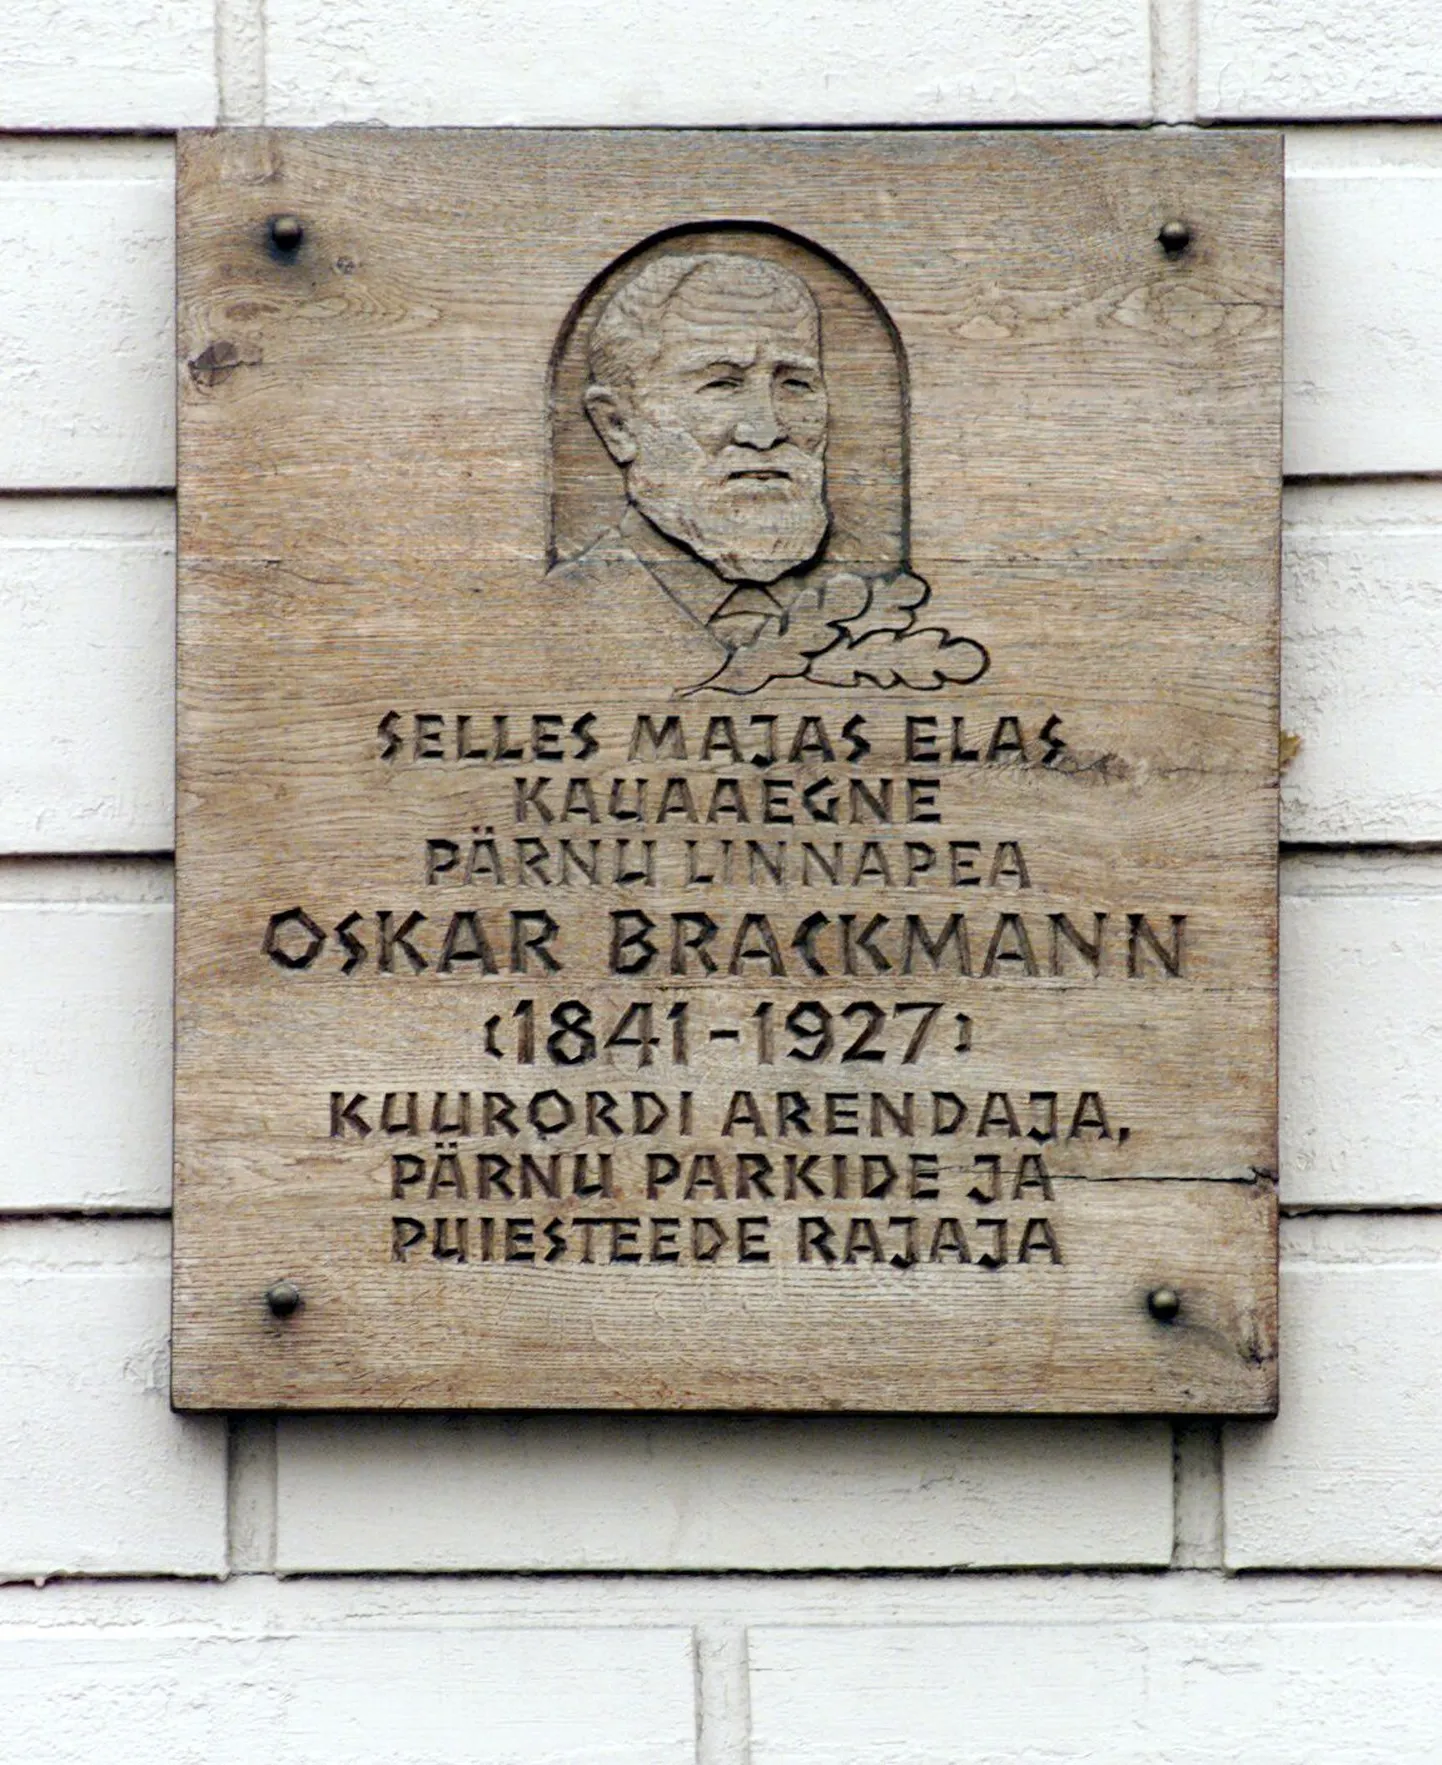 SELLES MAJAS ELAS
KAUAAEGNE
PÄRNU LINNAPEA
OSKAR BRACKMANN
(1841-1927)
KUURORDI ARENDAJA,
PÄRNU PARKIDE JA
PUIESTEEDE RAJAJA